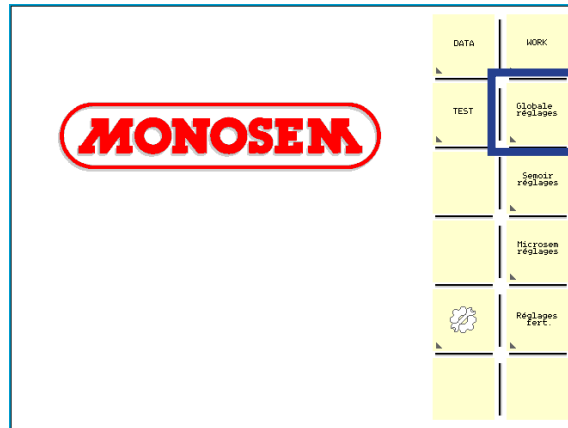 MONOSEM
DATA
WORK
TEST
Globale
réglages
Semoir
réglages
Microsem
réglages
Réglages
fert.